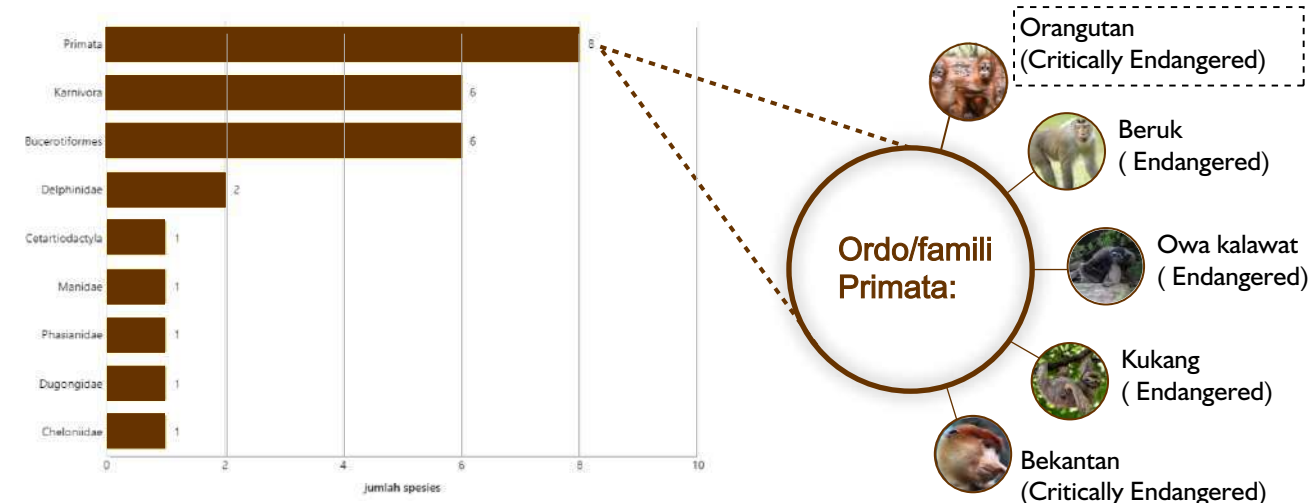 Primata
8
Karnivora
6
Bucerotiformes
6
Delphinidae
2
Cetartiodactyla
1
Manidae
1
Phasianidae
1
Dugongidae
1
Cheloniidae
1
0 2 4 6 8 10
jumlah spesies
Ordo/famili
Primata:
Orangutan
(Critically Endangered)
Beruk
( Endangered)
Owa kalawat
( Endangered)
Kukang
( Endangered)
Bekantan
(Critically Endangered)